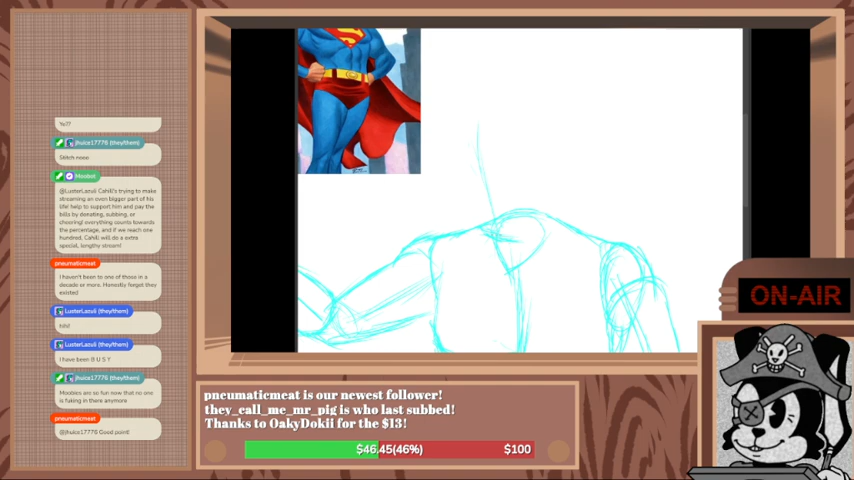 Ye??
jhuice17776 (they/them)
Stitch nooo
Moobot
@LusterLazuli Cahill's trying to make
streaming an even bigger part of his
life! help to support him and pay the
bills by donating, subbing, or
cheering! everything counts towards
the percentage, and if we reach one
hundred, Cahill will do a extra
special, lengthy stream!
pneumaticmeat
I haven't been to one of those in a
decade or more. Honestly forgot they
existed
LusterLazuli (they/them)
LusterLazuli (they/them)
I have been B U S Y
jhuice17776 (they/them)
Moobies are so fun now that no one
is fuking in there anymore
pneumaticmeat
@jhuice17776 Good point!
ON-AIR
pneumaticmeat is our newest follower!
they_call_me_mr_pig is who last subbed!
Thanks to OakyDokii for the $13!
$46.45(46%)
$100